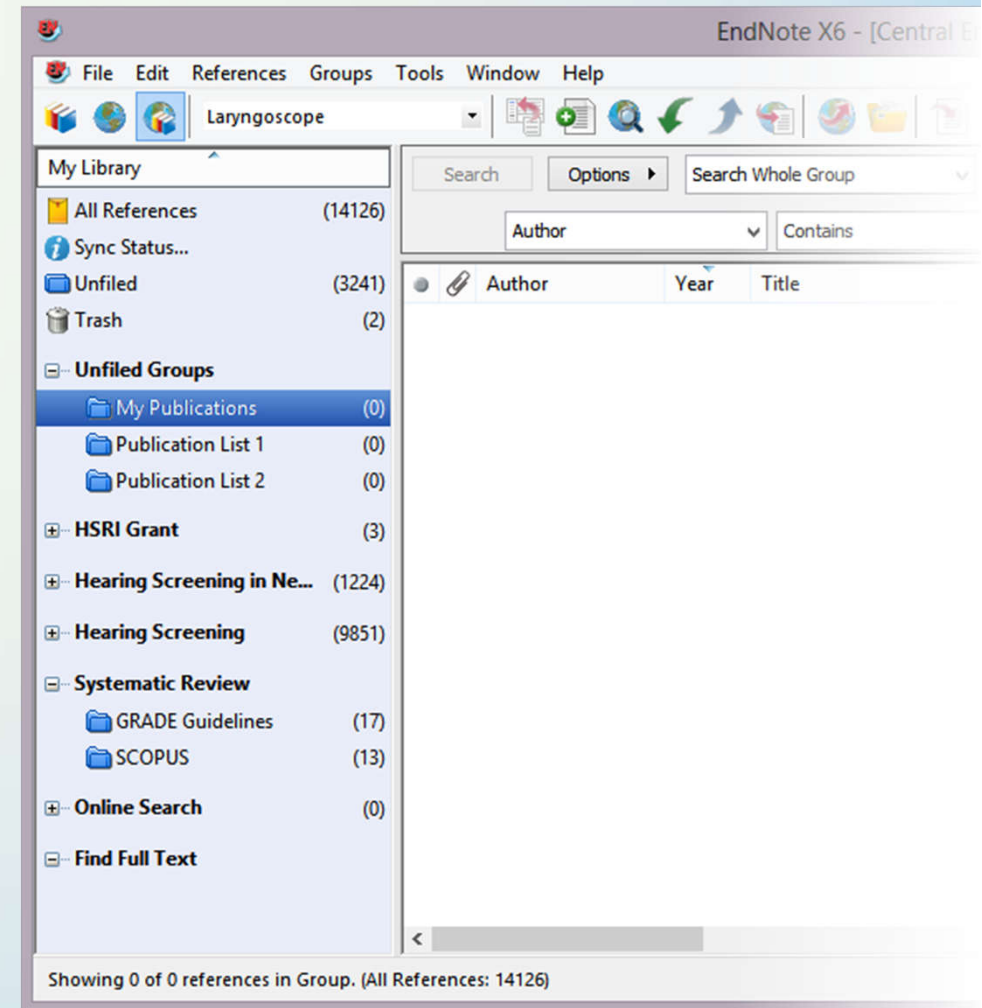 EndNote X6 - [Central E
File Edit References Groups Tools Window Help
Laryngoscope
My Library
All References (14126)
Sync Status...
Unfiled (3241)
Trash (2)
Unfiled Groups
My Publications (0)
Publication List 1 (0)
Publication List 2 (0)
HSRI Grant (3)
Hearing Screening in Ne... (1224)
Hearing Screening (9851)
Systematic Review
GRADE Guidelines (17)
SCOPUS (13)
Online Search (0)
Find Full Text
Search Options Search Whole Group
Author Contains
Author Year Title
Showing 0 of 0 references in Group. (All References: 14126)